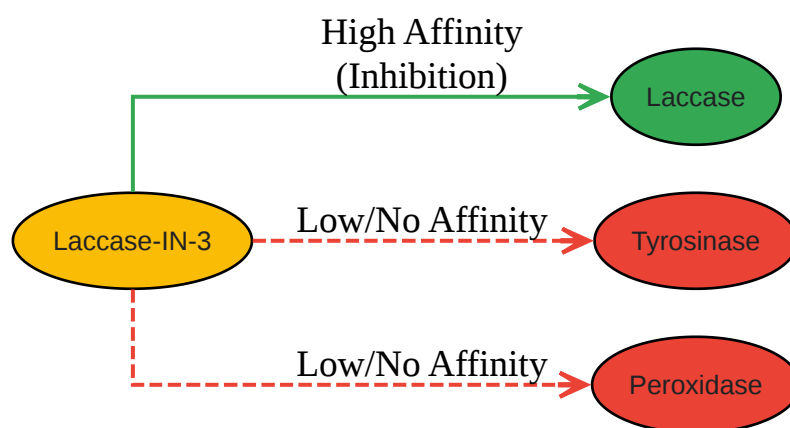 High Affinity
(Inhibition)
Laccase
Laccase-IN-3
Low/No Affinity
Tyrosinase
Low/No Affinity
Peroxidase